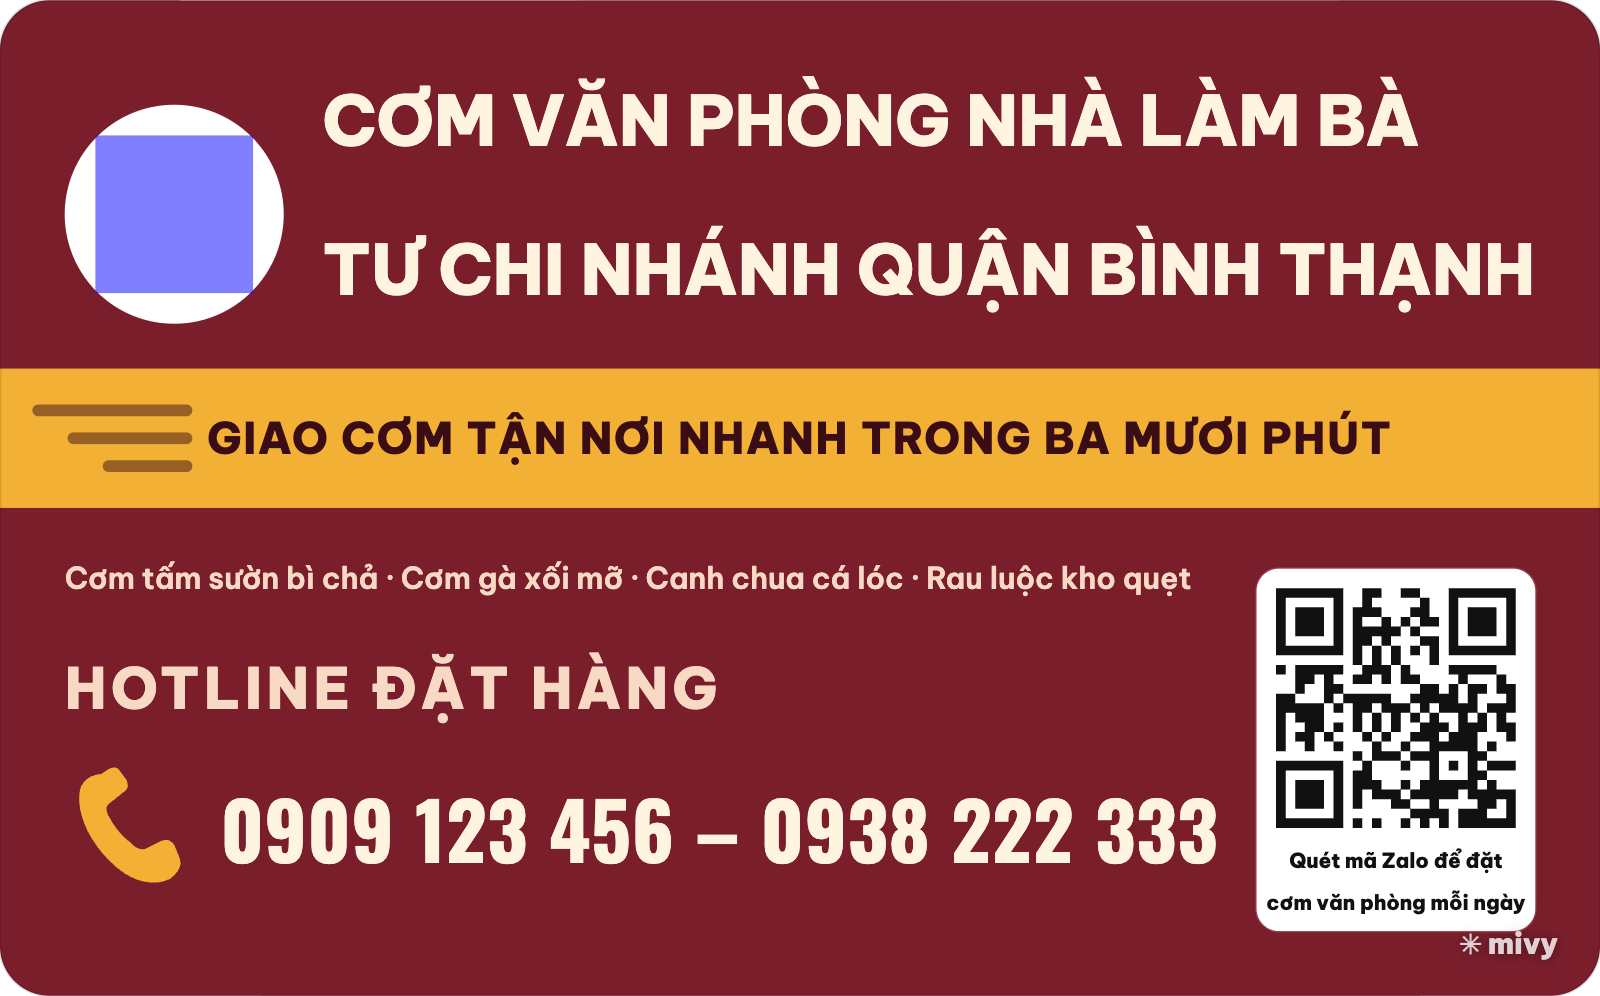 CƠM VĂN PHÒNG NHÀ LÀM BÀ
TƯ CHI NHÁNH QUẬN BÌNH THẠNH
GIAO CƠM TẬN NƠI NHANH TRONG BA MƯƠI PHÚT
Cơm tấm sườn bì chả · Cơm gà xối mỡ · Canh chua cá lóc · Rau luộc kho quẹt
HOTLINE ĐẶT HÀNG
0909 123 456 – 0938 222 333
Quét mã Zalo để đặt
cơm văn phòng mỗi ngày
mivy